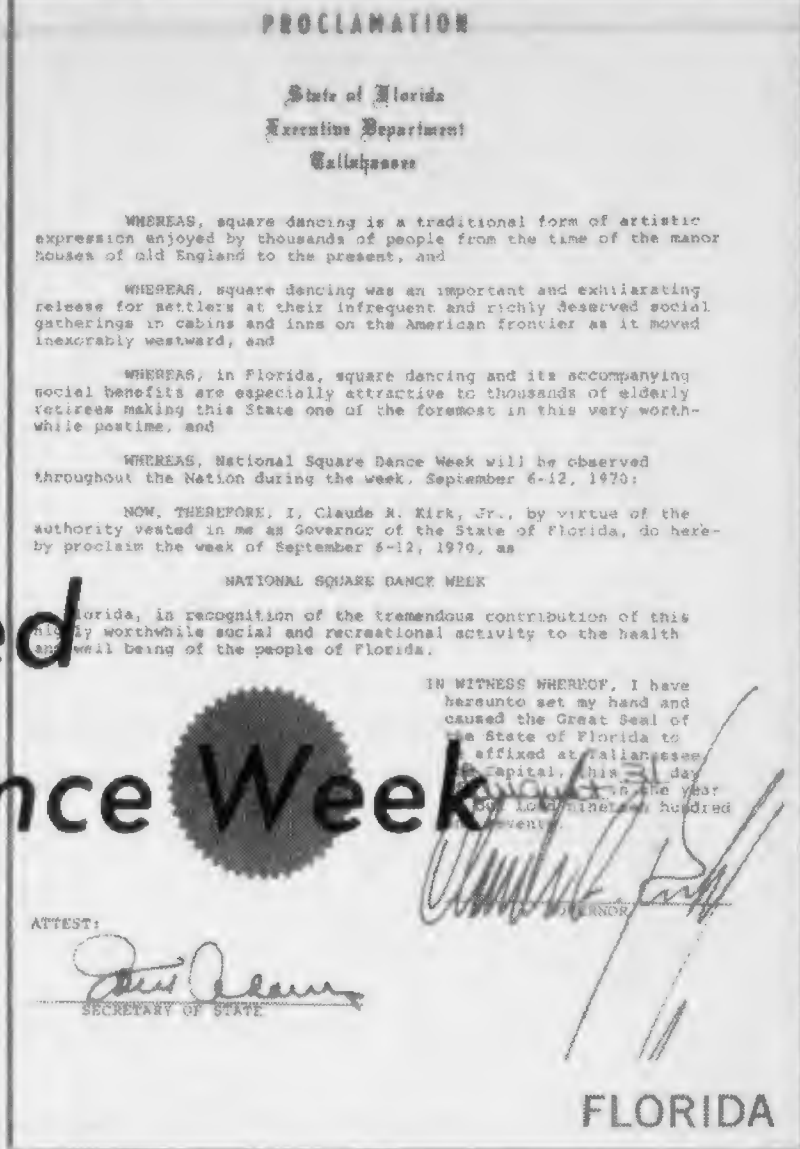 PROCLAMATION
State of Florida
Executive Department
Tallahassee
WHEREAS, square dancing is a traditional form of artistic
expression enjoyed by thousands of people from the time of the manor
houses of old England to the present, and
WHEREAS, square dancing was an important and exhilarating
release for settlers at their infrequent and richly deserved social
gatherings in cabins and inns on the American frontier as it moved
inexorably westward, and
WHEREAS, in Florida, square dancing and its accompanying
social benefits are especially attractive to thousands of elderly
retirees making this State one of the foremost in this very worth-
while pastime, and
WHEREAS, National Square Dance Week will be observed
throughout the Nation during the week, September 6-12, 1970:
NOW, THEREFORE, I, Claude R. Kirk, Jr., by virtue of the
authority vested in me as Governor of the State of Florida, do here-
by proclaim the week of September 6-12, 1970, as
NATIONAL SQUARE DANCE WEEK
Florida, in recognition of the tremendous contribution of this
highly worthwhile social and recreational activity to the health
and well being of the people of Florida.
ed
IN WITNESS WHEREOF, I have
hereunto set my hand and
caused the Great Seal of
the State of Florida to
affixed at Tallahassee
Capital, this 31 day
August in the year
our Lord nineteen hundred
seventy.
nce Week
GOVERNOR
ATTEST:
SECRETARY OF STATE
FLORIDA